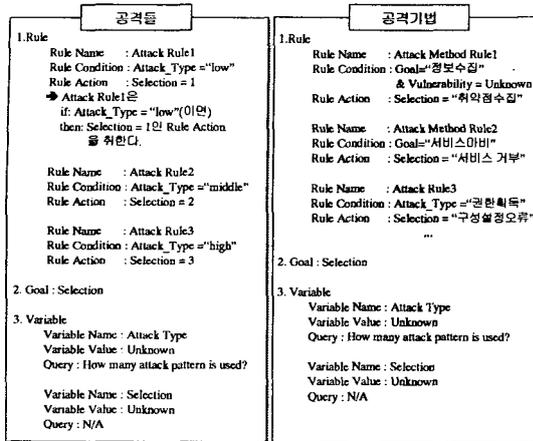 공격들
1.Rule
Rule Name : Attack Rule1
Rule Condition : Attack_Type ="low"
Rule Action : Selection = 1
➔ Attack Rule1은
if: Attack_Type = "low"(이면)
then: Selection = 1인 Rule Action
을 취한다.
Rule Name : Attack Rule2
Rule Condition : Attack_Type="middle"
Rule Action : Selection = 2
Rule Name : Attack Rule3
Rule Condition : Attack_Type ="high"
Rule Action : Selection = 3
2. Goal : Selection
3. Variable
Variable Name : Attack Type
Variable Value : Unknown
Query : How many attack pattern is used?
Variable Name : Selection
Variable Value : Unknown
Query : N/A
공격기법
1.Rule
Rule Name : Attack Method Rule1
Rule Condition : Goal="정보수집"
& Vulnerability = Unknown
Rule Action : Selection = "취약점수집"
Rule Name : Attack Method Rule2
Rule Condition : Goal="서비스마비"
Rule Action : Selection = "서비스 거부"
Rule Name : Attack Rule3
Rule Condition : Attack_Type ="권한획득"
Rule Action : Selection = "구성설정오류"
...
2. Goal : Selection
3. Variable
Variable Name : Attack Type
Variable Value : Unknown
Query : How many attack pattern is used?
Variable Name : Selection
Variable Value : Unknown
Query : N/A